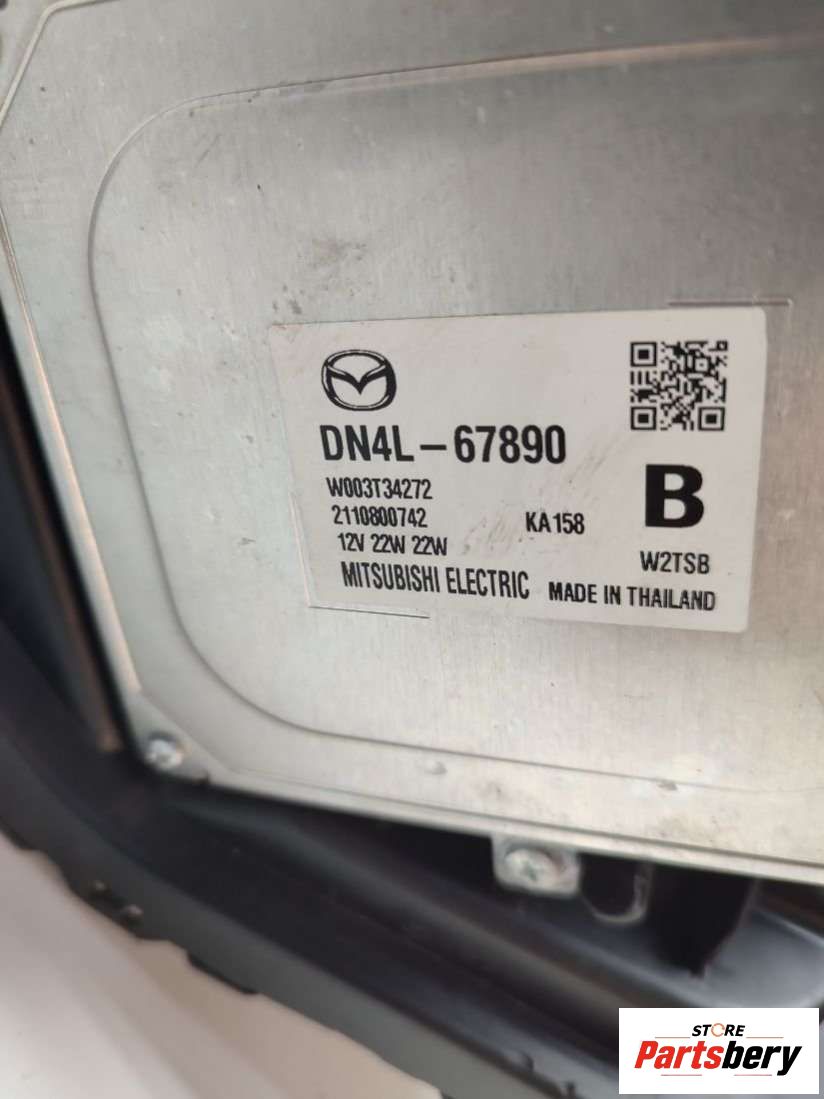 DN4L-67890
W003T34272
2110800742
KA158
B
12V 22W 22W
W2TSB
MITSUBISHI ELECTRIC MADE IN THAILAND
STORE
Partsbery